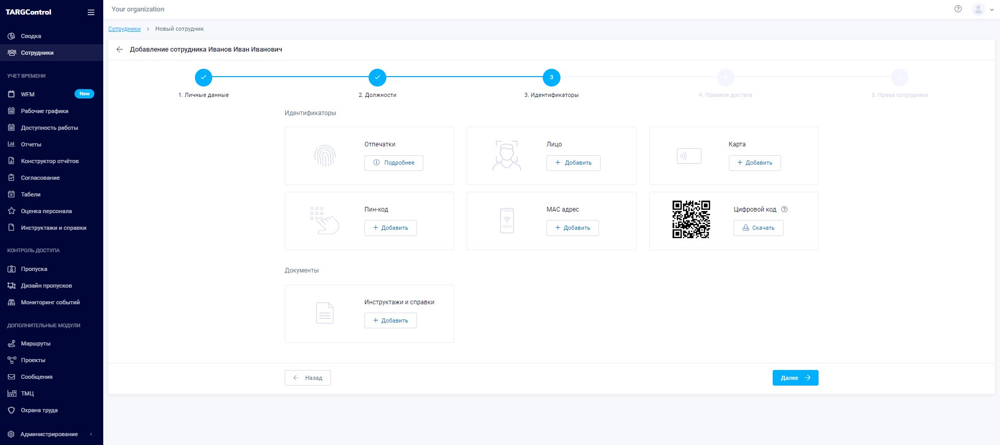 TARGControl
Your organization
Сводка
Сотрудники
УЧЕТ ВРЕМЕНИ
WFM
New
Рабочие графики
Доступность работы
Отчеты
Конструктор отчётов
Согласование
Табели
Оценка персонала
Инструктажи и справки
КОНТРОЛЬ ДОСТУПА
Пропуска
Дизайн пропусков
Мониторинг событий
ДОПОЛНИТЕЛЬНЫЕ МОДУЛИ
Маршруты
Проекты
Сообщения
ТМЦ
Охрана труда
Администрирование
Сотрудники > Новый сотрудник
Добавление сотрудника Иванов Иван Иванович
3
4
5
1. Личные данные
2. Должности
3. Идентификаторы
4. Правила доступа
5. Права сотрудника
Идентификаторы
Отпечатки
Подробнее
Лицо
+ Добавить
Карта
+ Добавить
Пин-код
+ Добавить
WIFI
MAC адрес
+ Добавить
Цифровой код
Скачать
Документы
Инструктажи и справки
+ Добавить
Назад
Далее